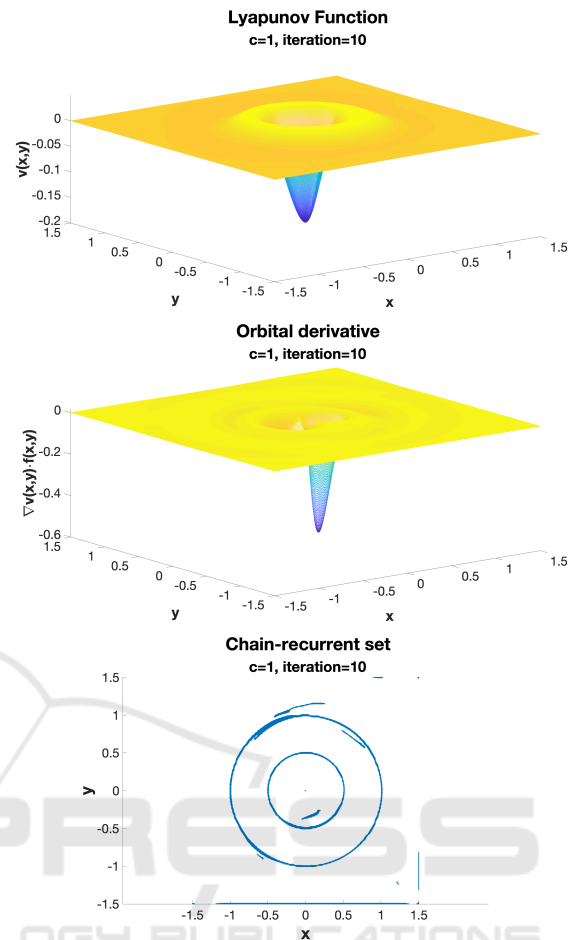 Lyapunov Function
c=1, iteration=10
v(x,y)
0
-0.05
-0.1
-0.15
-0.2
1.5
1
0.5
0
-0.5
-1
-1.5
y
-1.5
-1
-0.5
0
0.5
1
1.5
x
Orbital derivative
c=1, iteration=10
∇v(x,y)·f(x,y)
0
-0.2
-0.4
-0.6
1.5
1
0.5
0
-0.5
-1
-1.5
y
-1.5
-1
-0.5
0
0.5
1
1.5
x
Chain-recurrent set
c=1, iteration=10
y
1.5
1
0.5
0
-0.5
-1
-1.5
-1.5 -1 -0.5 0 0.5 1 1.5
x
PRESS
OGY PUBLICATIONS